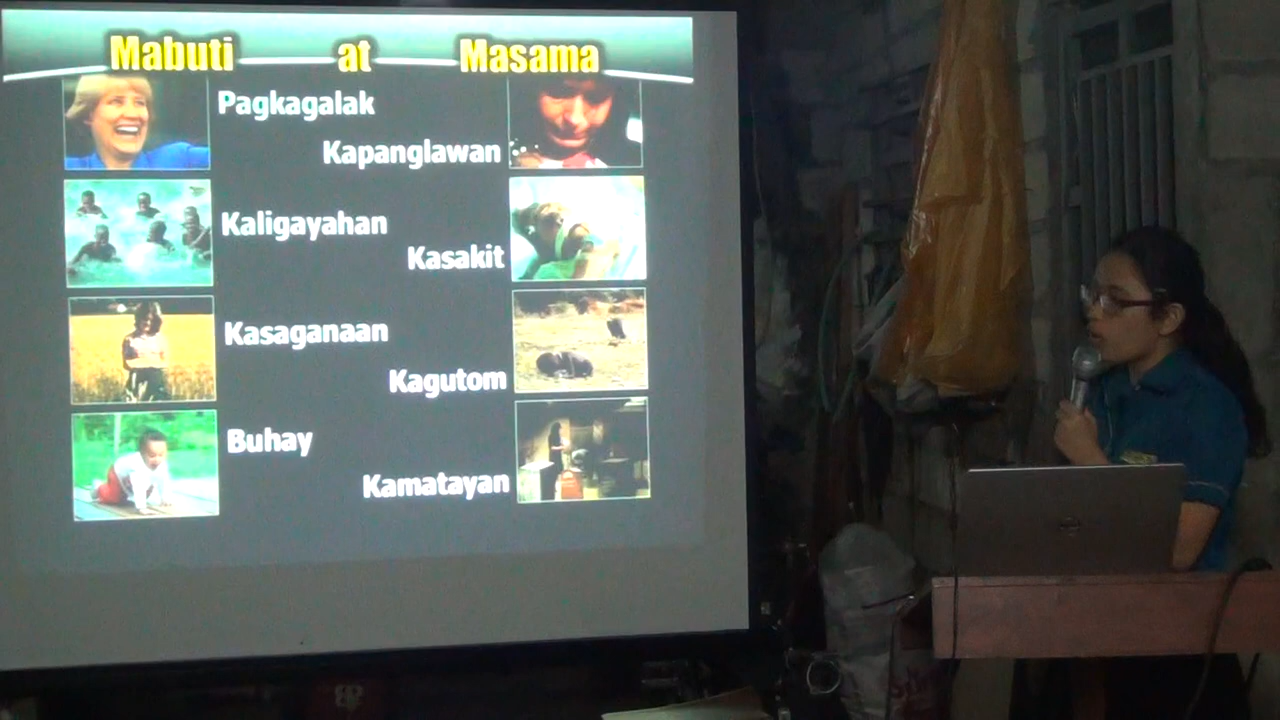 Mabuti at Masama
Pagkagalak
Kapanglawan
Kaligayahan
Kasakit
Kasaganaan
Kagutom
Buhay
Kamatayan